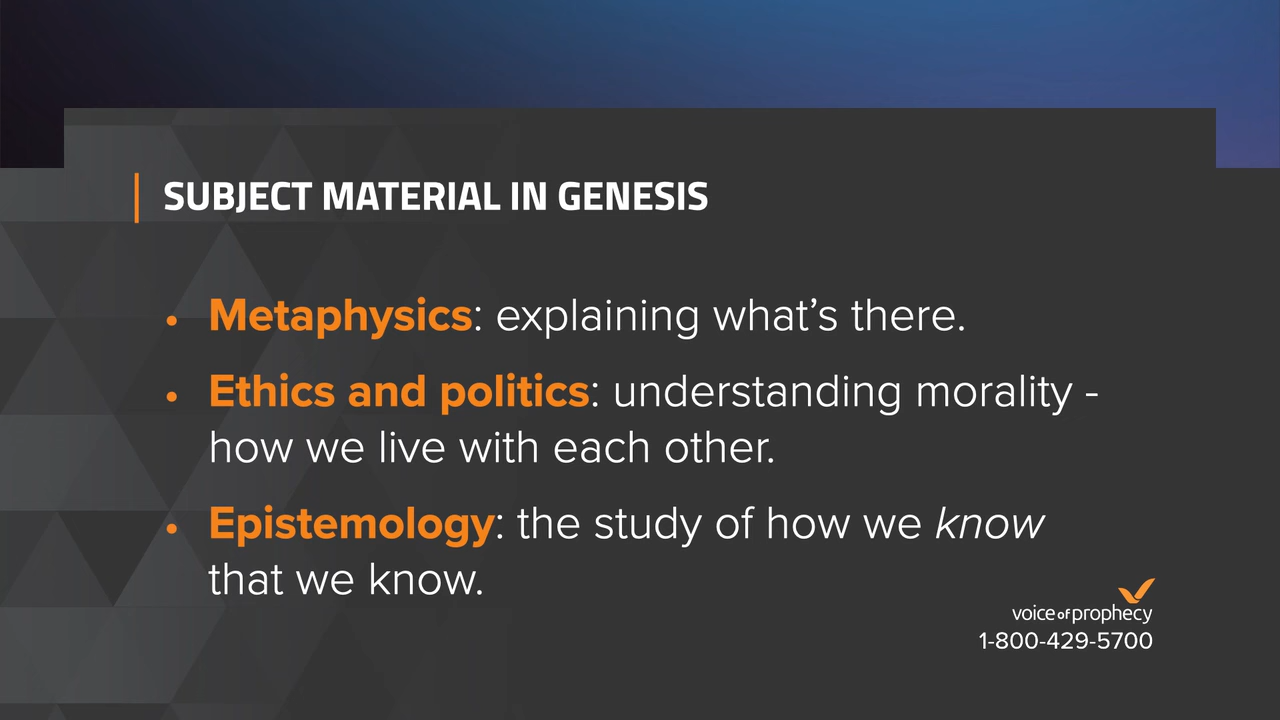 SUBJECT MATERIAL IN GENESIS
• Metaphysics: explaining what’s there.
• Ethics and politics: understanding morality -
how we live with each other.
• Epistemology: the study of how we know
that we know.
voice of prophecy
1-800-429-5700